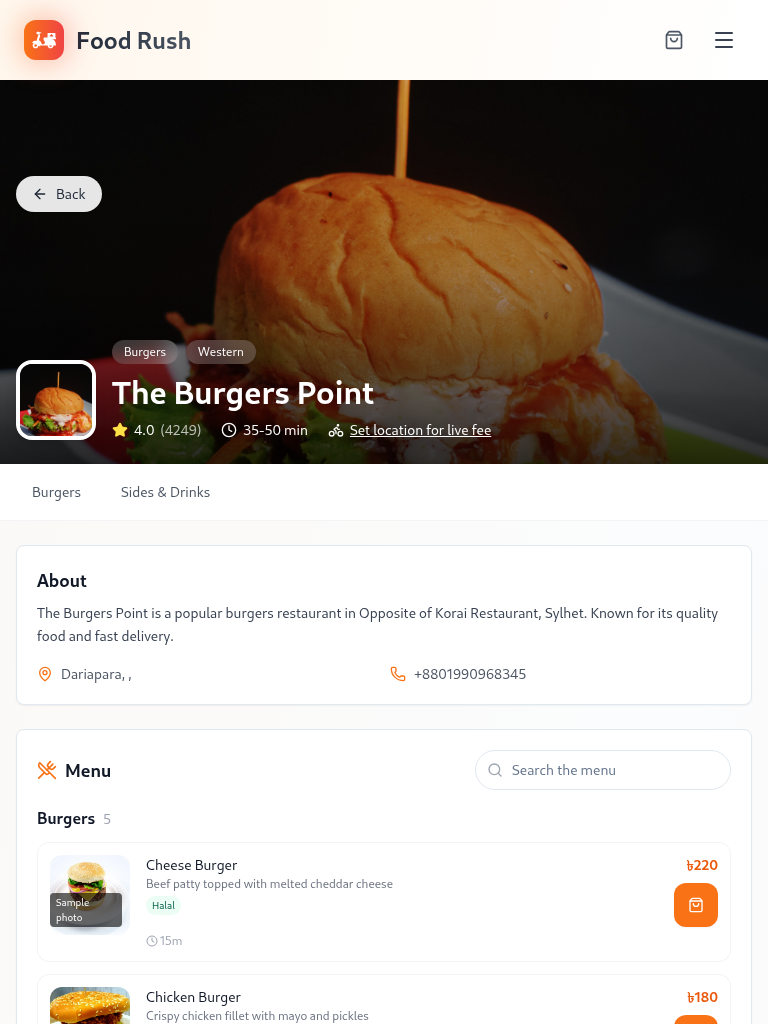 Food Rush
Back
Burgers Western
The Burgers Point
4.0 (4249) 35-50 min Set location for live fee
Burgers Sides & Drinks
About
The Burgers Point is a popular burgers restaurant in Opposite of Korai Restaurant, Sylhet. Known for its quality
food and fast delivery.
Dariapara, , +8801990968345
Menu Search the menu
Burgers 5
Cheese Burger ৳220
Beef patty topped with melted cheddar cheese
Halal
Sample
photo
15m
Chicken Burger ৳180
Crispy chicken fillet with mayo and pickles